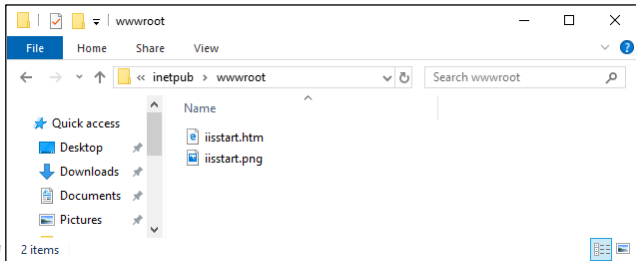 wwwroot
File Home Share View
« inetpub › wwwroot
Search wwwroot
Name
Quick access
Desktop
Downloads
Documents
Pictures
iisstart.htm
iisstart.png
2 items